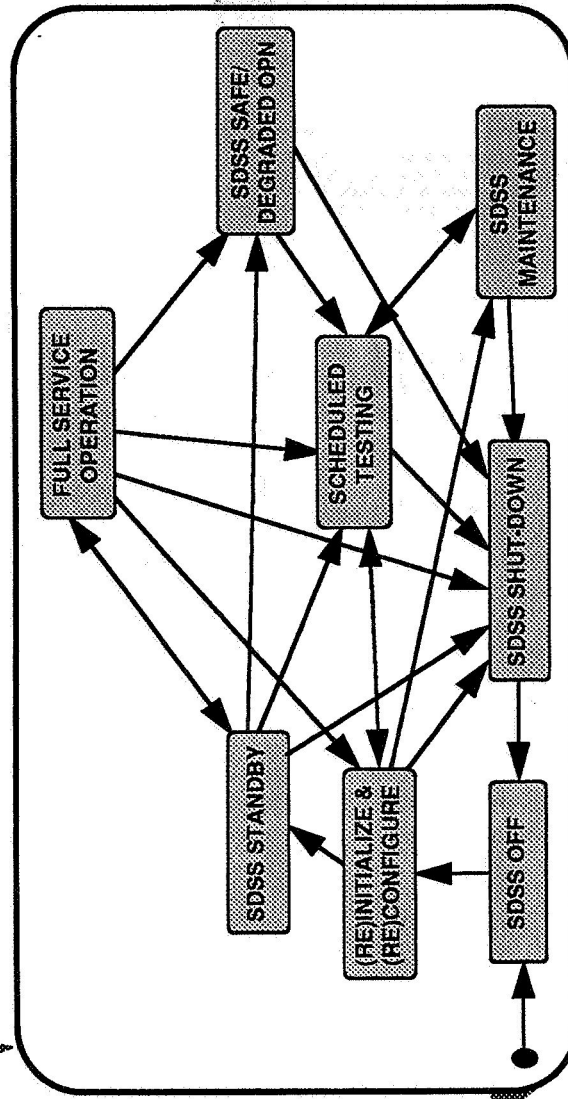 FULL SERVICE
OPERATION
SDSS STANDBY
SDSS SAFE/
DEGRADED OPN
(RE)INITIALIZE &
(RE)CONFIGURE
SCHEDULED
TESTING
SDSS OFF
SDSS SHUT-DOWN
SDSS
MAINTENANCE